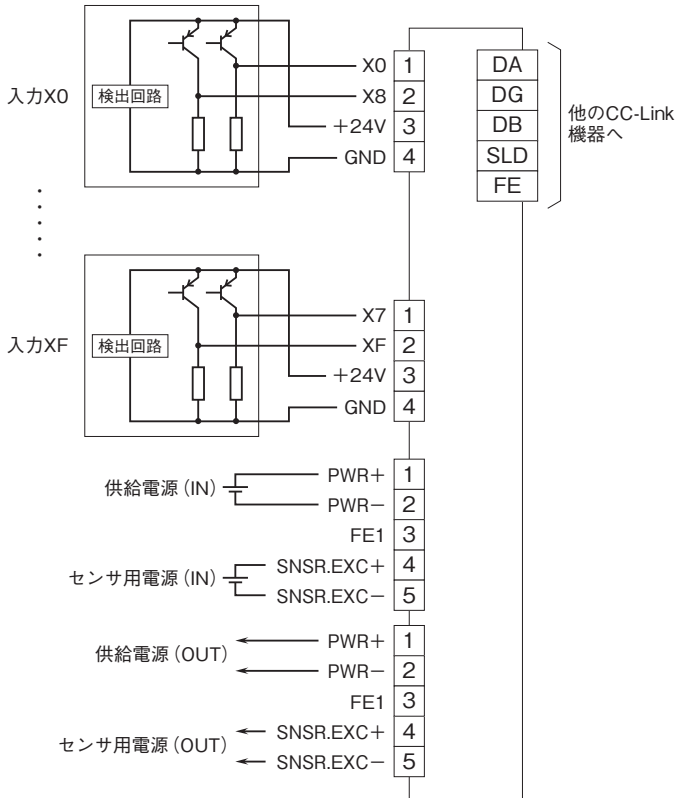 入力X0
検出回路
X0 1
X8 2
+24V 3
GND 4
DA
DG
DB
SLD
FE
他のCC-Link
機器へ
入力XF
検出回路
X7 1
XF 2
+24V 3
GND 4
供給電源(IN)
PWR+ 1
PWR− 2
FE1 3
センサ用電源(IN)
SNSR.EXC+ 4
SNSR.EXC− 5
供給電源(OUT)
PWR+ 1
PWR− 2
FE1 3
センサ用電源(OUT)
SNSR.EXC+ 4
SNSR.EXC− 5